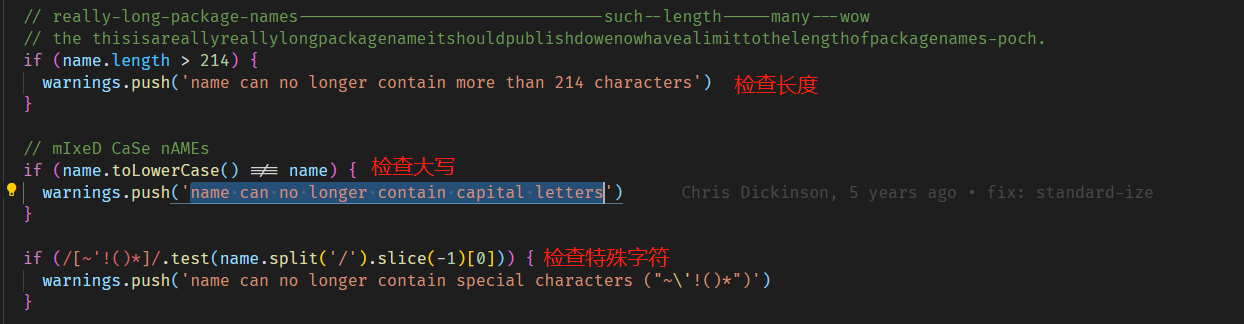 // really-long-package-names-------------------------------such--length-----many---wow
// the thisisareallyreallylongpackagenameitshouldpublishdowenowhavealimittothelengthofpackagenames-poch.
if (name.length > 214) {
warnings.push('name can no longer contain more than 214 characters') 检查长度
}
// mIxeD CaSe nAMEs
if (name.toLowerCase() !== name) { 检查大写
warnings.push('name can no longer contain capital letters') Chris Dickinson, 5 years ago • fix: standard-ize
}
if (/[~'!()*]/.test(name.split('/').slice(-1)[0])) { 检查特殊字符
warnings.push('name can no longer contain special characters ("~\'!()*")')
}